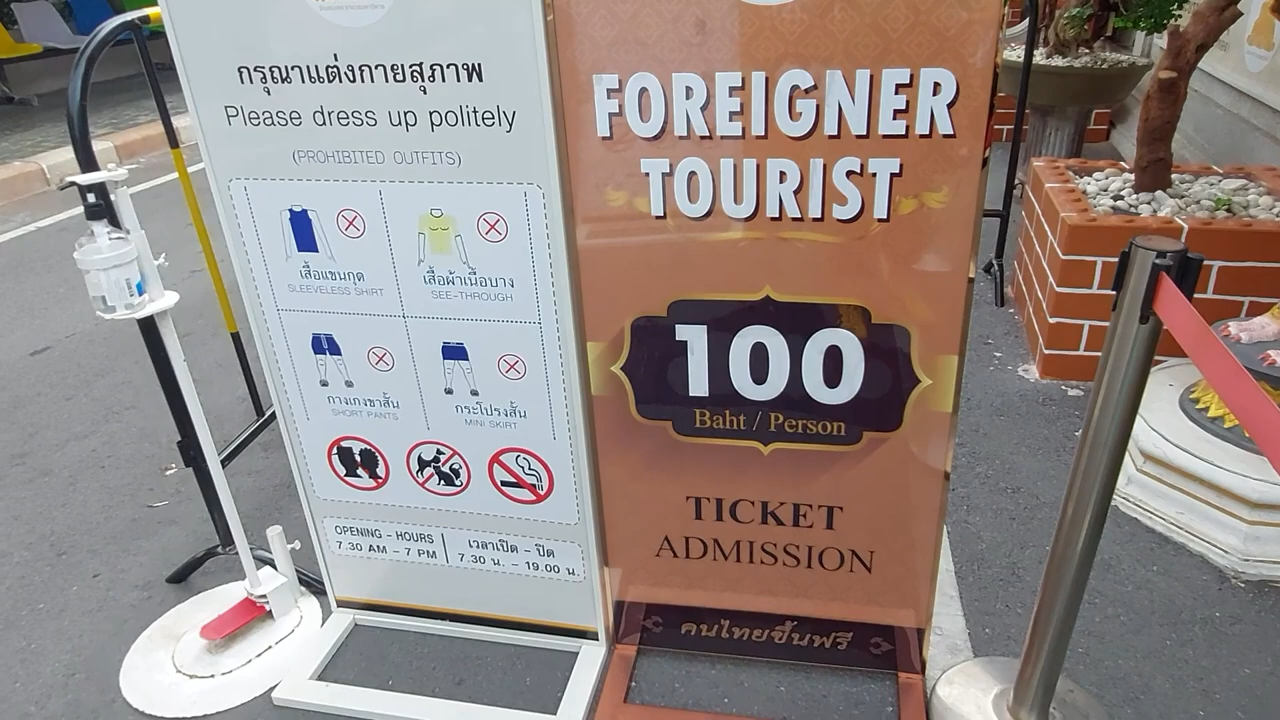 กรุณาแต่งกายสุภาพ
Please dress up politely
(PROHIBITED OUTFITS)
เสื้อแขนกุด
SLEEVELESS SHIRT
เสื้อผ้าเนื้อบาง
SEE-THROUGH
กางเกงขาสั้น
SHORT PANTS
กระโปรงสั้น
MINI SKIRT
OPENING - HOURS
7.30 AM - 7 PM
เวลาเปิด - ปิด
7.30 น. - 19.00 น.
FOREIGNER
TOURIST
100
Baht / Person
TICKET
ADMISSION
คนไทยขึ้นฟรี